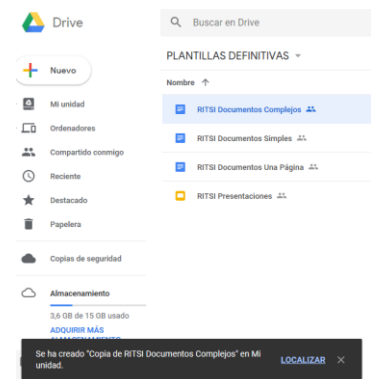 Drive
Buscar en Drive
Nuevo
PLANTILLAS DEFINITIVAS
Nombre
Mi unidad
Ordenadores
Compartido conmigo
Reciente
Destacado
Papelera
Copias de seguridad
Almacenamiento
3,6 GB de 15 GB usado
ADQUIRIR MÁS
ALMACENAMIENTO
RITSI Documentos Complejos
RITSI Documentos Simples
RITSI Documentos Una Página
RITSI Presentaciones
Se ha creado "Copia de RITSI Documentos Complejos" en Mi
unidad.
LOCALIZAR